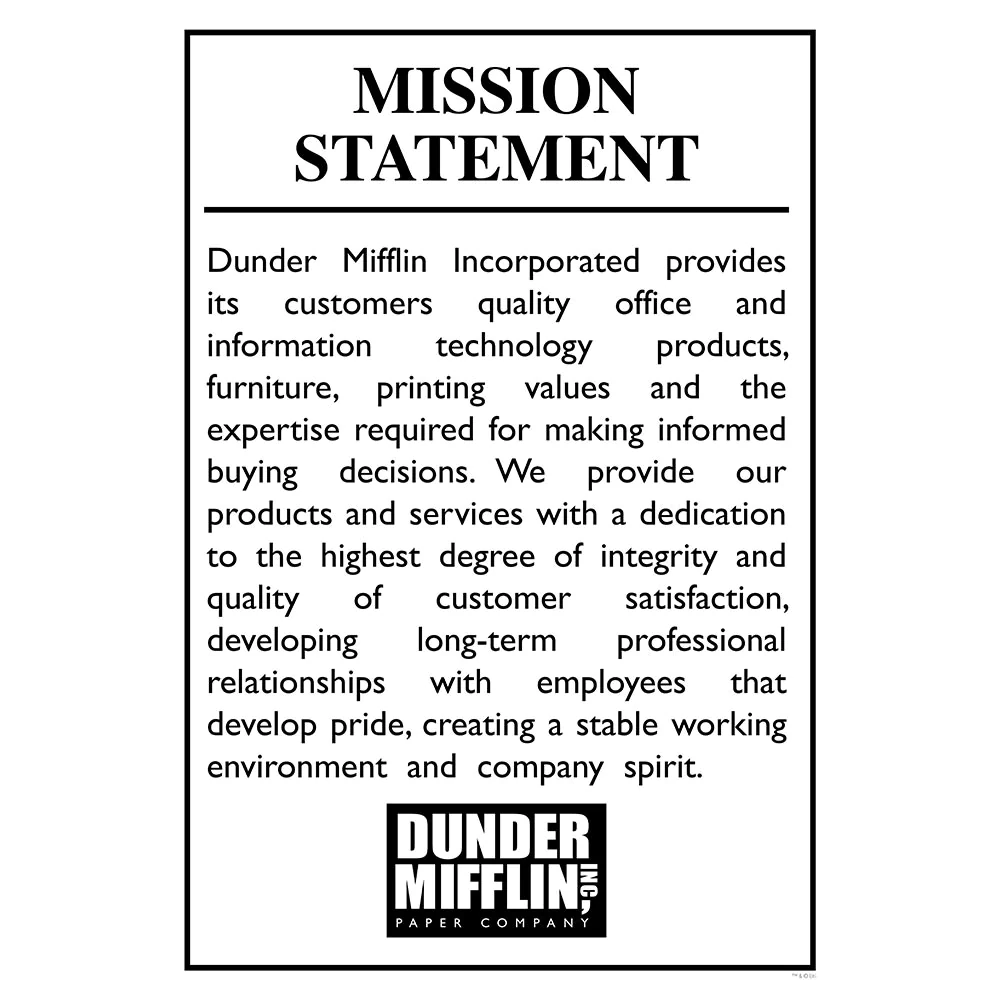 MISSION
STATEMENT
Dunder Mifflin Incorporated provides
its customers quality office and
information technology products,
furniture, printing values and the
expertise required for making informed
buying decisions. We provide our
products and services with a dedication
to the highest degree of integrity and
quality of customer satisfaction,
developing long-term professional
relationships with employees that
develop pride, creating a stable working
environment and company spirit.
DUNDER
MIFFLIN INC,
PAPER COMPANY